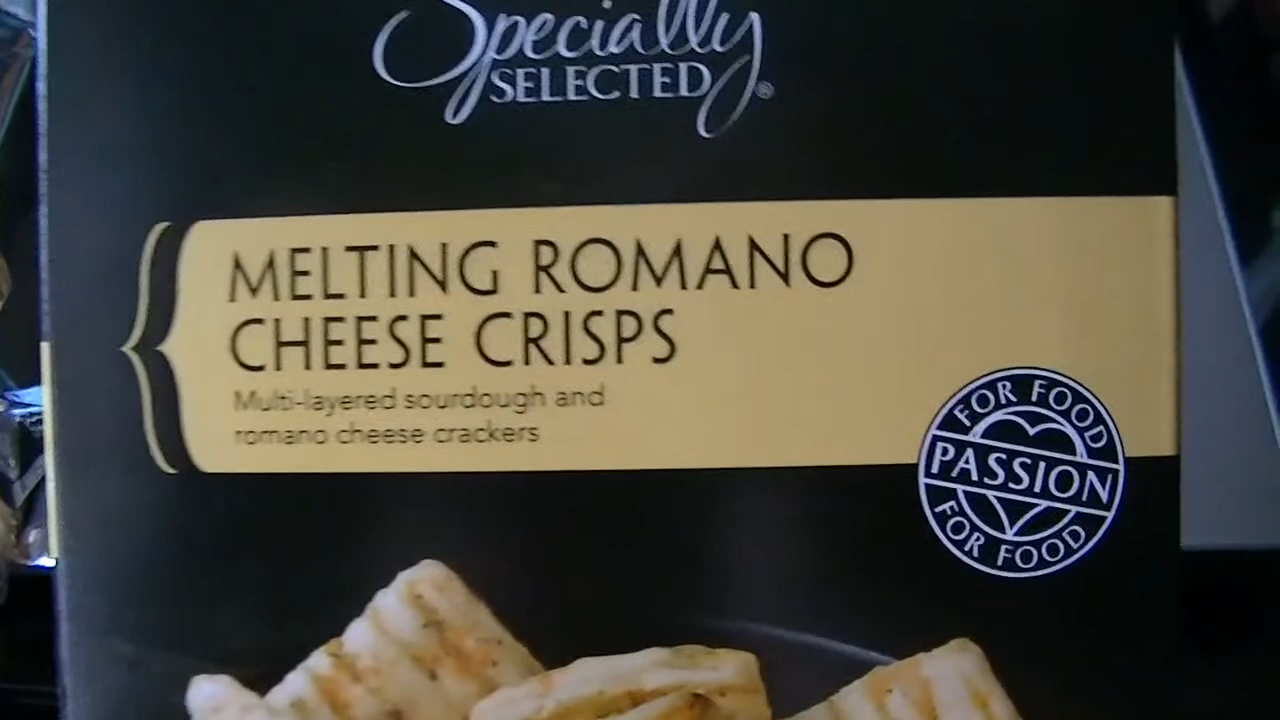 Specially
SELECTED®
MELTING ROMANO
CHEESE CRISPS
Multi-layered sourdough and
romano cheese crackers
FOR FOOD
PASSION
FOR FOOD